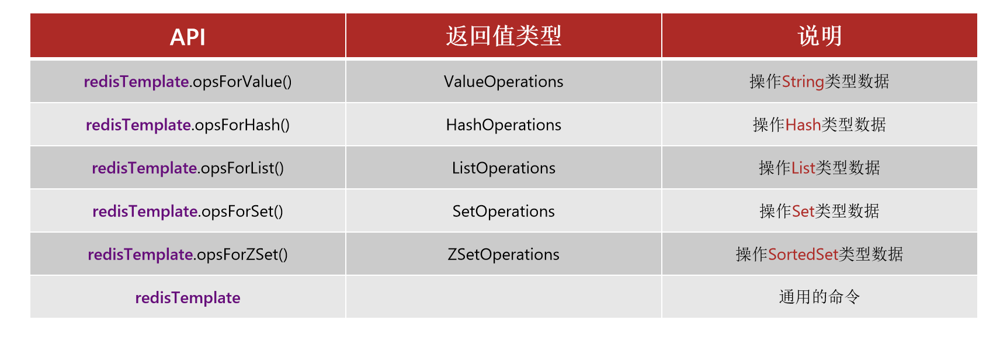 API 返回值类型 说明
redisTemplate.opsForValue() ValueOperations 操作String类型数据
redisTemplate.opsForHash() HashOperations 操作Hash类型数据
redisTemplate.opsForList() ListOperations 操作List类型数据
redisTemplate.opsForSet() SetOperations 操作Set类型数据
redisTemplate.opsForZSet() ZSetOperations 操作SortedSet类型数据
redisTemplate 通用的命令